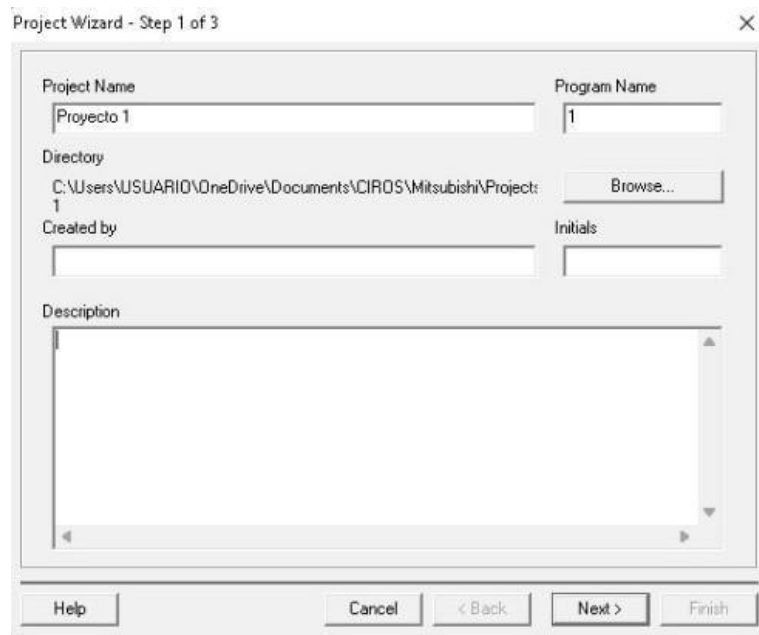 Project Wizard - Step 1 of 3
Project Name
Program Name
Proyecto 1
1
Directory
C:\Users\USUARIO\OneDrive\Documents\CIROS\Mitsubishi\Projects
1
Browse...
Created by
Initials
Description
Help
Cancel
< Back
Next >
Finish